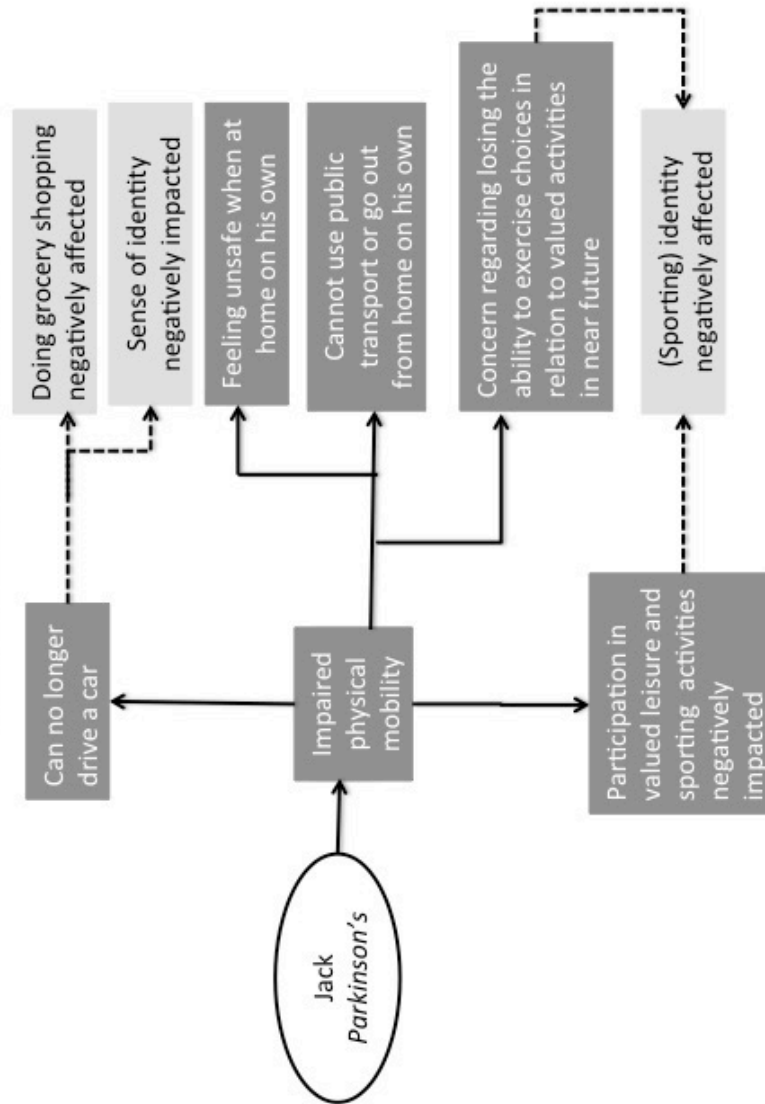 Jack
Parkinson's
Impaired
physical
mobility
Can no longer
drive a car
Participation in
valued leisure and
sporting activities
negatively
impacted
Doing grocery shopping
negatively affected
Sense of identity
negatively impacted
Feeling unsafe when at
home on his own
Cannot use public
transport or go out
from home on his own
Concern regarding losing the
ability to exercise choices in
relation to valued activities
in near future
(Sporting) identity
negatively affected